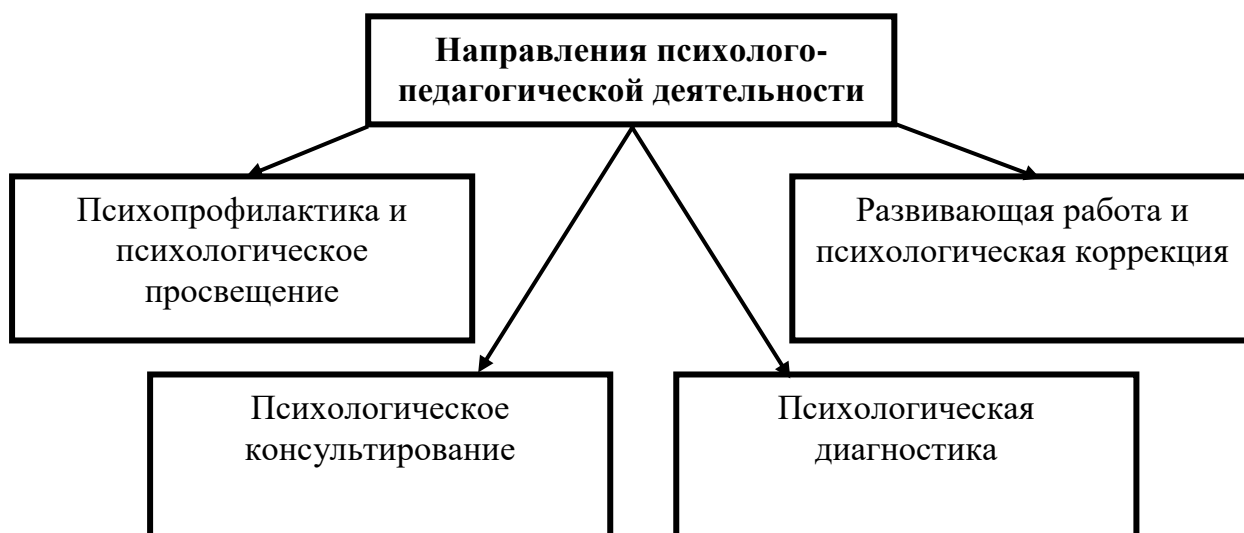 Направления психолого-
педагогической деятельности
Психопрофилактика и
психологическое
просвещение
Развивающая работа и
психологическая коррекция
Психологическое
консультирование
Психологическая
диагностика